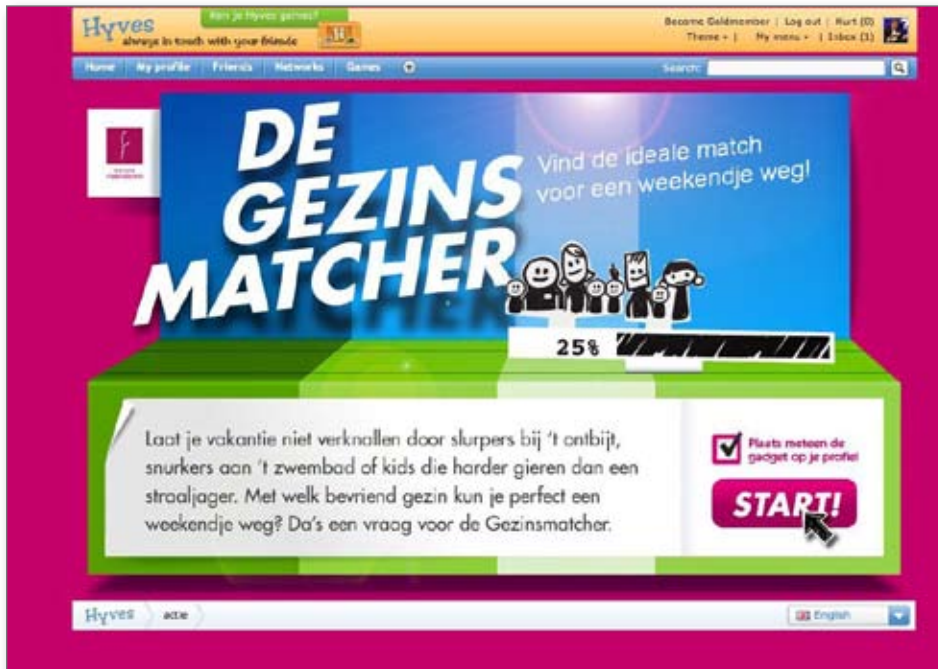 Ken je Hyves games?
Hyves
always in touch with your friends
Become Goldmember | Log out | Kurt (0)
Theme | My menu | Inbox (1)
Home My profile Friends Networks Games
Search:
DE
GEZINS
MATCHER
Vind de ideale match
voor een weekendje weg!
25%
Laat je vakantie niet verknallen door slurpers bij 't ontbijt,
snurkers aan 't zwembad of kids die harder gieren dan een
straaljager. Met welk bevriend gezin kun je perfect een
weekendje weg? Da's een vraag voor de Gezinsmatcher.
Plaats meteen de
gadget op je profiel
START!
Hyves actie
English